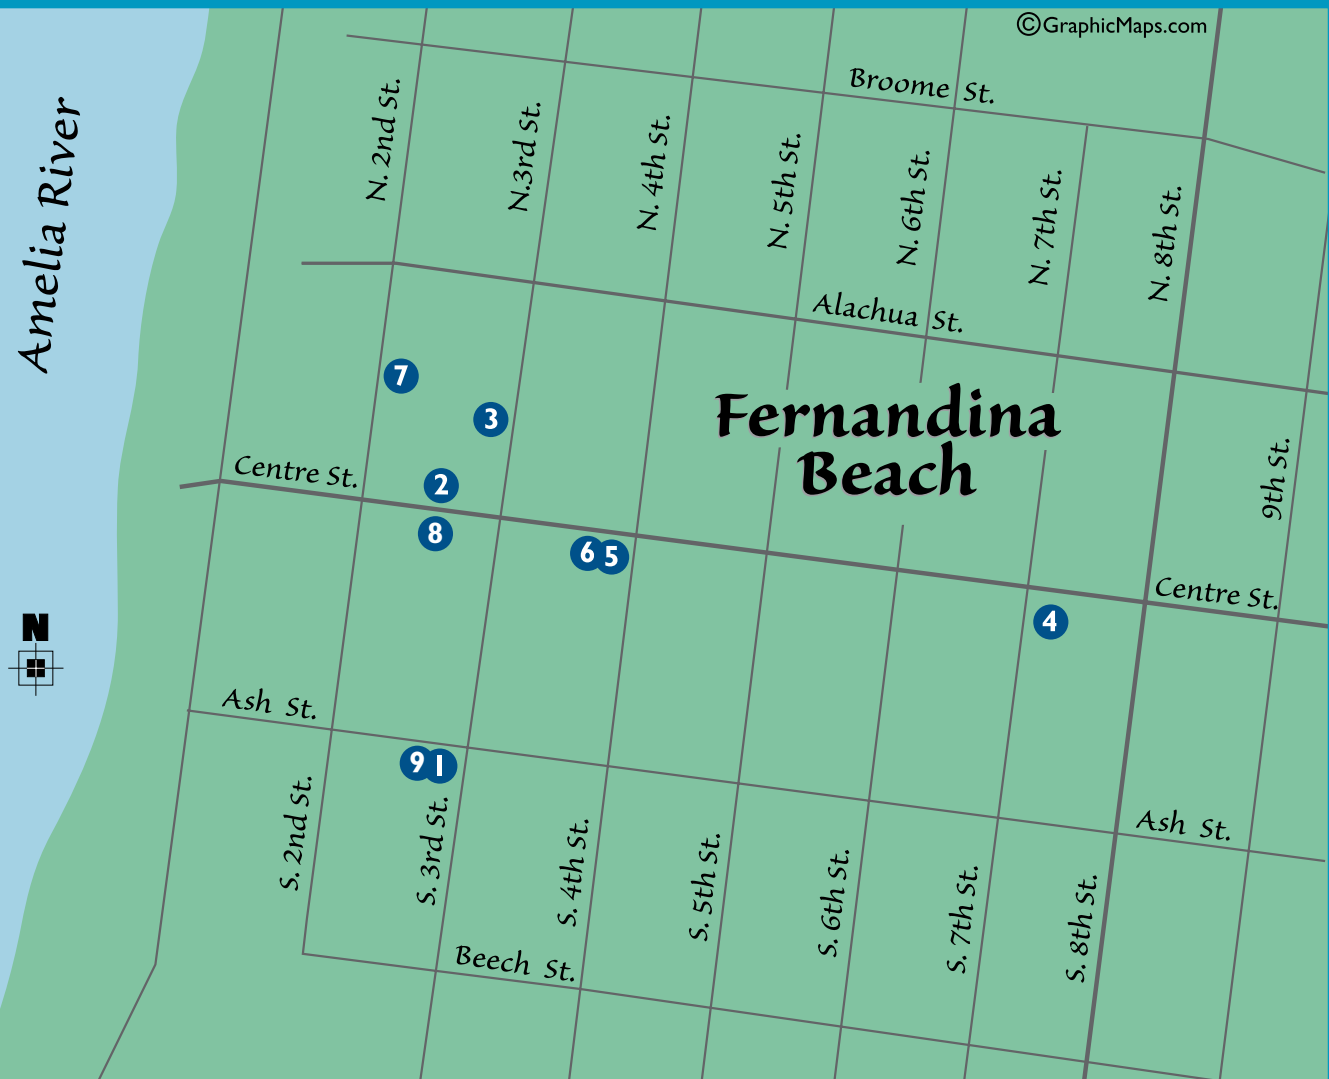 ©GraphicMaps.com
Broome St.
Amelia River
N. 2nd St.
N.3rd St.
N. 4th St.
N. 5th St.
N. 6th St.
N. 7th St.
N. 8th St.
Alachua St.
7
3
Fernandina
Beach
9th St.
Centre St.
2
8
6
5
Centre St.
4
N
Ash St.
9
1
Ash St.
S. 2nd St.
S. 3rd St.
S. 4th St.
S. 5th St.
S. 6th St.
S. 7th St.
S. 8th St.
Beech St.